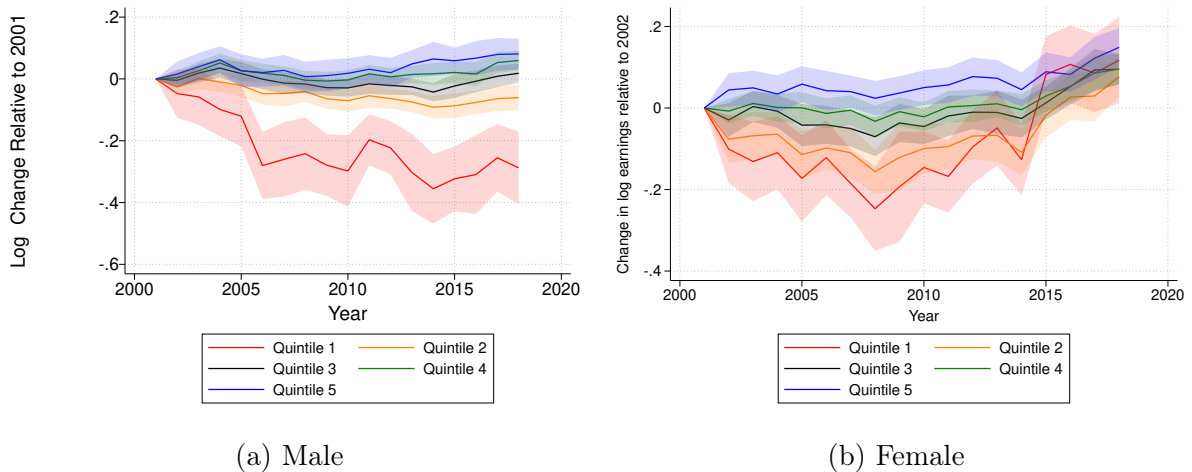 Log Change Relative to 2001
.2
0
-.2
-.4
-.6
2000 2005 2010 2015 2020
Year
Quintile 1 Quintile 2
Quintile 3 Quintile 4
Quintile 5
(a) Male
Change in log earnings relative to 2002
.2
0
-.2
-.4
2000 2005 2010 2015 2020
Year
Quintile 1 Quintile 2
Quintile 3 Quintile 4
Quintile 5
(b) Female